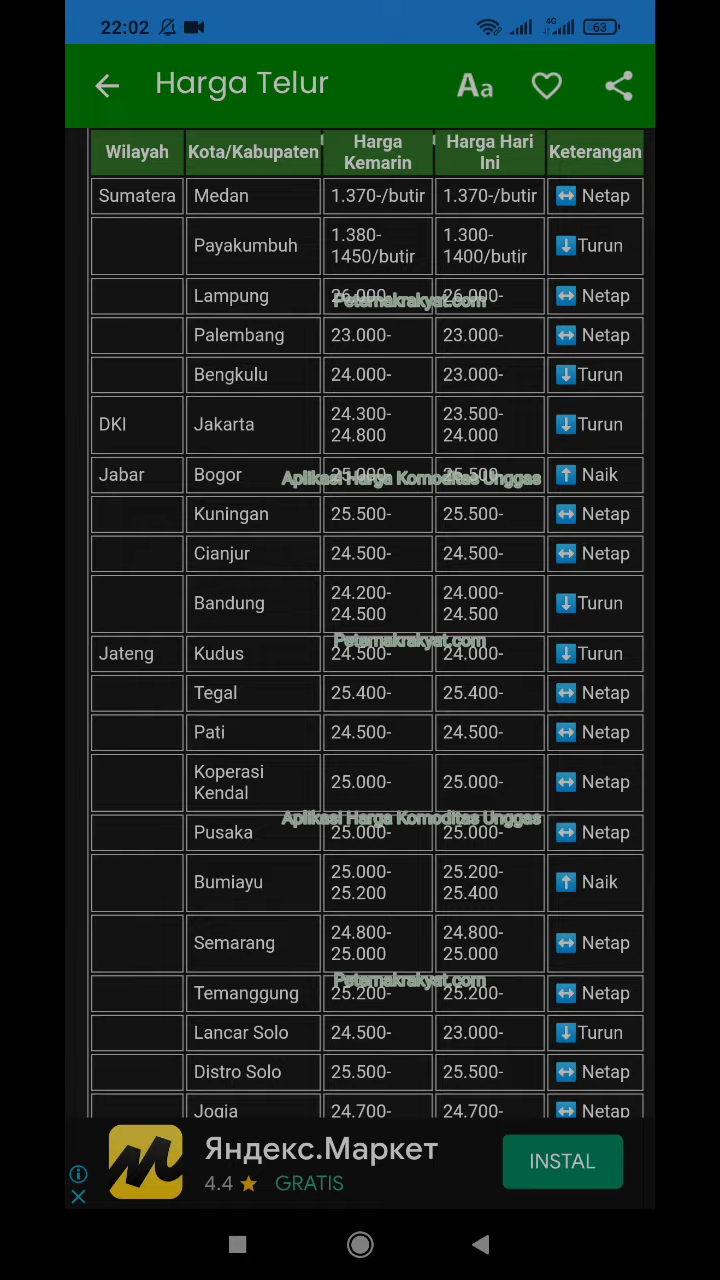 22:02 4G 63
Harga Telur Aa
Wilayah Kota/Kabupaten Harga Kemarin Harga Hari Ini Keterangan
Sumatera Medan 1.370-/butir 1.370-/butir Netap
Payakumbuh 1.380-1450/butir 1.300-1400/butir Turun
Lampung 26.000- 26.000- Netap
Peternakrakyat.com
Palembang 23.000- 23.000- Netap
Bengkulu 24.000- 23.000- Turun
DKI Jakarta 24.300-24.800 23.500-24.000 Turun
Jabar Bogor 25.000- 25.500- Naik
Aplikasi Harga Komoditas Unggas
Kuningan 25.500- 25.500- Netap
Cianjur 24.500- 24.500- Netap
Bandung 24.200-24.500 24.000-24.500 Turun
Peternakrakyat.com
Jateng Kudus 24.500- 24.000- Turun
Tegal 25.400- 25.400- Netap
Pati 24.500- 24.500- Netap
Koperasi Kendal 25.000- 25.000- Netap
Aplikasi Harga Komoditas Unggas
Pusaka 25.000- 25.000- Netap
Bumiayu 25.000-25.200 25.200-25.400 Naik
Semarang 24.800-25.000 24.800-25.000 Netap
Peternakrakyat.com
Temanggung 25.200- 25.200- Netap
Lancar Solo 24.500- 23.000- Turun
Distro Solo 25.500- 25.500- Netap
Jogja 24.700- 24.700- Netap
Яндекс.Маркет
4.4 GRATIS
INSTAL